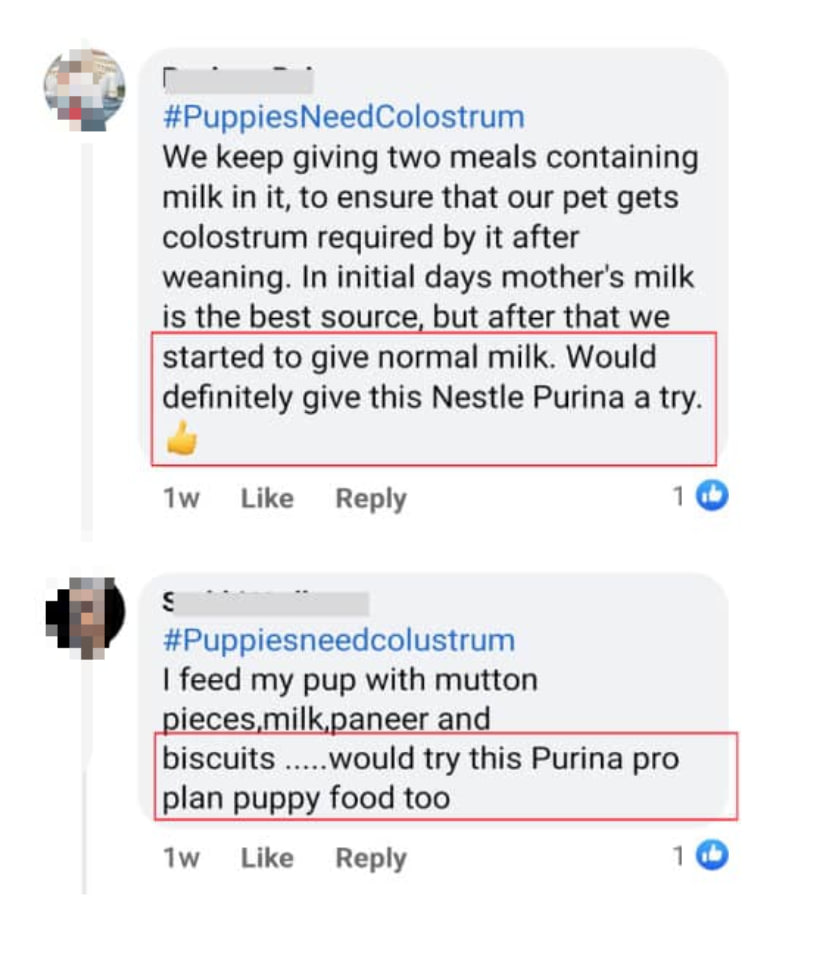 #PuppiesNeedColostrum
We keep giving two meals containing
milk in it, to ensure that our pet gets
colostrum required by it after
weaning. In initial days mother's milk
is the best source, but after that we
started to give normal milk. Would
definitely give this Nestle Purina a try.
👍
1w Like Reply 1
#Puppiesneedcolustrum
I feed my pup with mutton
pieces,milk,paneer and
biscuits .....would try this Purina pro
plan puppy food too
1w Like Reply 1